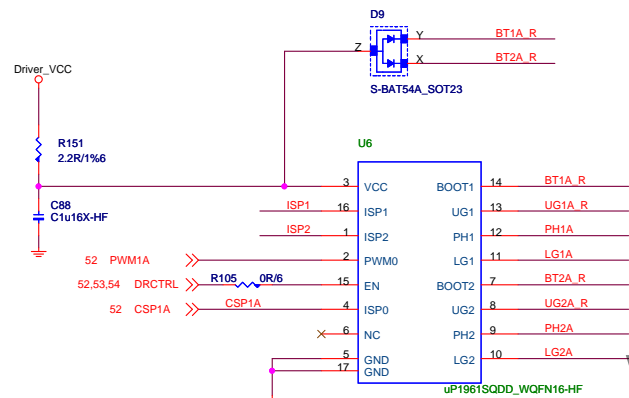 D9
Z
Y
BT1A_R
X
BT2A_R
S-BAT54A_SOT23
Driver_VCC
R151
2.2R/1%6
C88
C1u16X-HF
U6
3 VCC BOOT1 14 BT1A_R
ISP1 16 ISP1 UG1 13 UG1A_R
ISP2 1 ISP2 PH1 12 PH1A
52 PWM1A 2 PWM0 LG1 11 LG1A
52,53,54 DRCTRL R105 0R/6 15 EN BOOT2 7 BT2A_R
52 CSP1A CSP1A 4 ISP0 UG2 8 UG2A_R
6 NC PH2 9 PH2A
5 GND LG2 10 LG2A
17 GND
uP1961SQDD_WQFN16-HF